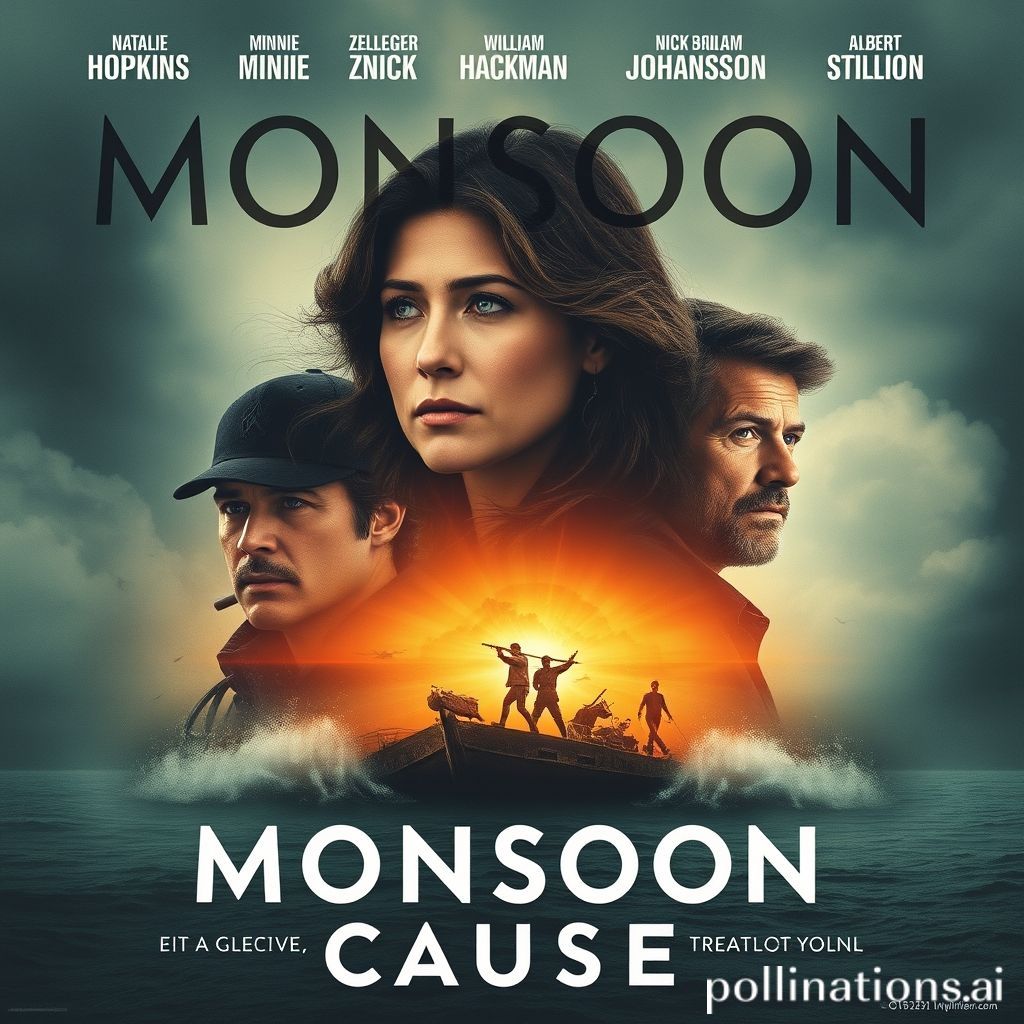 NATALIE MINNIE ZELLEGER WILLIAM NICK BRILAM ALBERT
HOPKINS MINIIE ZNICK HACKMAN JOHANSSON STILLION
MONSOON
MONSOON
EIT A GLECIVE, CAUSE TREATLOT YOLNL
pollinations.ai